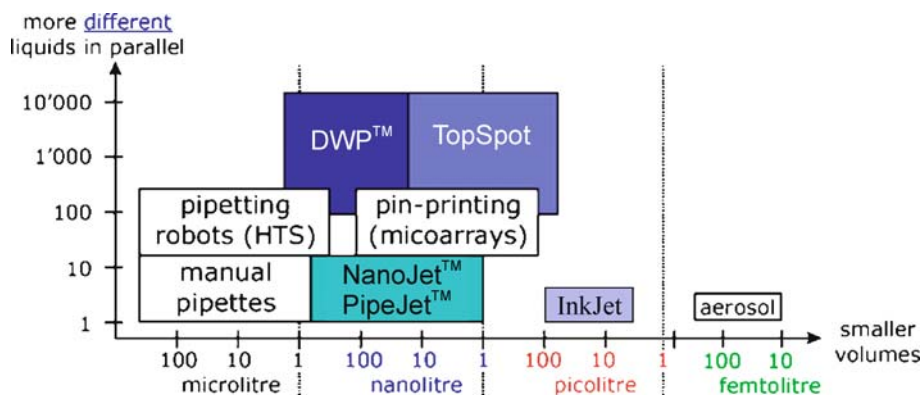 more different
liquids in parallel
10'000
1'000
100
10
1
DWP™
TopSpot
pipetting
robots (HTS)
pin-printing
(micoarrays)
manual
pipettes
NanoJet™
PipeJet™
InkJet
aerosol
100 10 1 100 10 1 100 10 1 100 10
microlitre nanolitre picolitre femtolitre
smaller
volumes